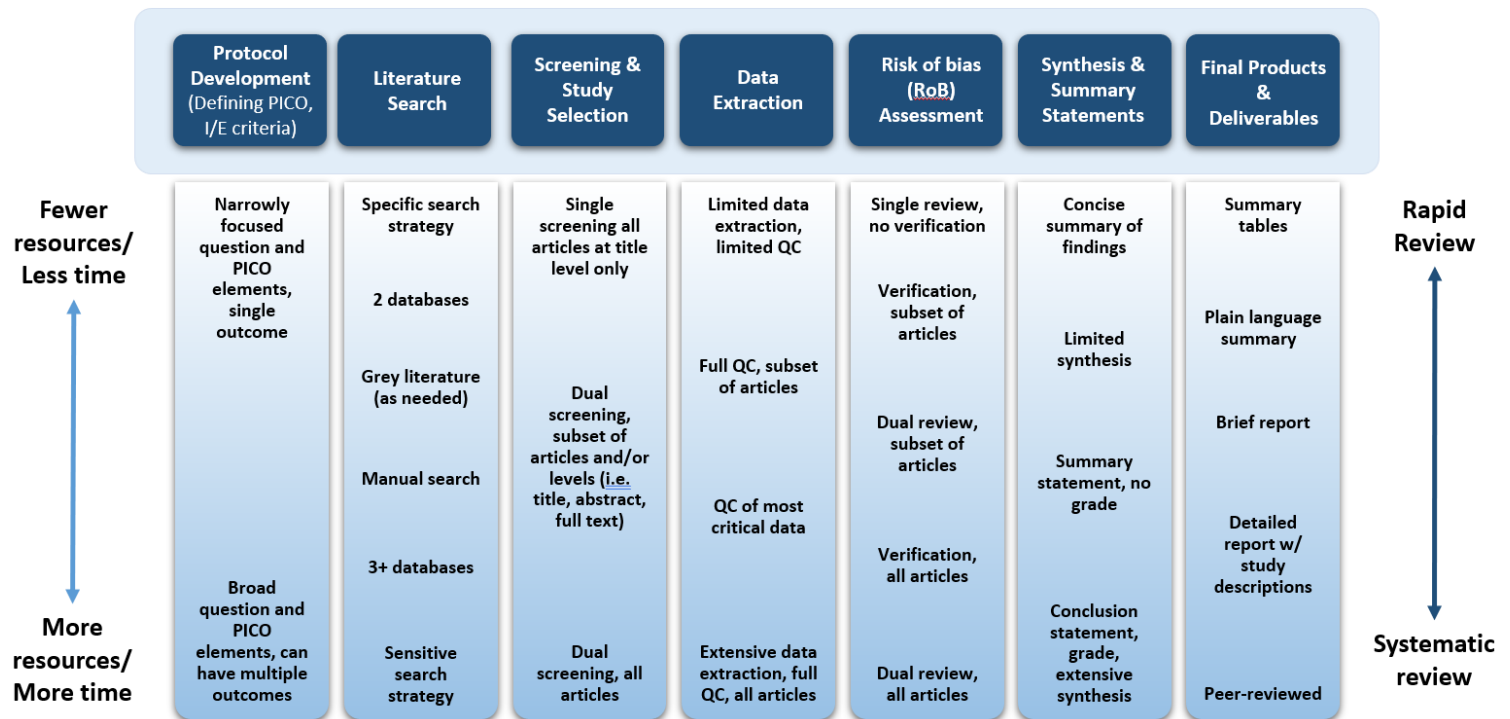 Protocol
Development
(Defining PICO,
I/E criteria)
Literature
Search
Screening &
Study
Selection
Data
Extraction
Risk of bias
(RoB)
Assessment
Synthesis &
Summary
Statements
Final Products
&
Deliverables
Fewer
resources/
Less time
More
resources/
More time
Narrowly
focused
question and
PICO
elements,
single
outcome
Broad
question and
PICO
elements, can
have multiple
outcomes
Specific search
strategy
2 databases
Grey literature
(as needed)
Manual search
3+ databases
Sensitive
search
strategy
Single
screening all
articles at title
level only
Dual
screening,
subset of
articles and/or
levels (i.e.
title, abstract,
full text)
Dual
screening, all
articles
Limited data
extraction,
limited QC
Full QC, subset
of articles
QC of most
critical data
Extensive data
extraction, full
QC, all articles
Single review,
no verification
Verification,
subset of
articles
Dual review,
subset of
articles
Verification,
all articles
Dual review,
all articles
Concise
summary of
findings
Limited
synthesis
Summary
statement, no
grade
Conclusion
statement,
grade,
extensive
synthesis
Summary
tables
Plain language
summary
Brief report
Detailed
report w/
study
descriptions
Peer-reviewed
Rapid
Review
Systematic
review